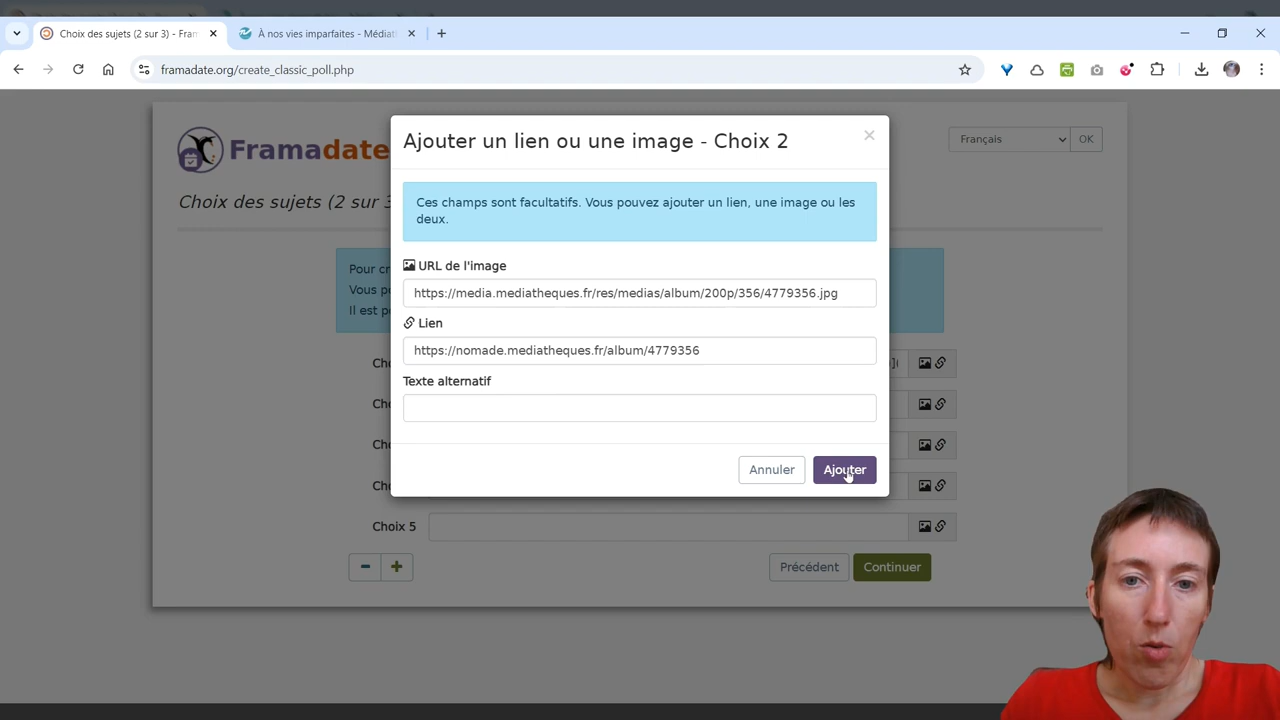 Choix des sujets (2 sur 3) - Fram
À nos vies imparfaites - Médiat
framadate.org/create_classic_poll.php
Framadate
Français
OK
Choix des sujets (2 sur 3
Ajouter un lien ou une image - Choix 2
×
Ces champs sont facultatifs. Vous pouvez ajouter un lien, une image ou les
deux.
Pour cr
Vous p
Il est p
URL de l'image
https://media.mediatheques.fr/res/medias/album/200p/356/4779356.jpg
Lien
https://nomade.mediatheques.fr/album/4779356
Texte alternatif
Cho
](
Cho
Cho
Cho
Annuler
Ajouter
Choix 5
Précédent
Continuer